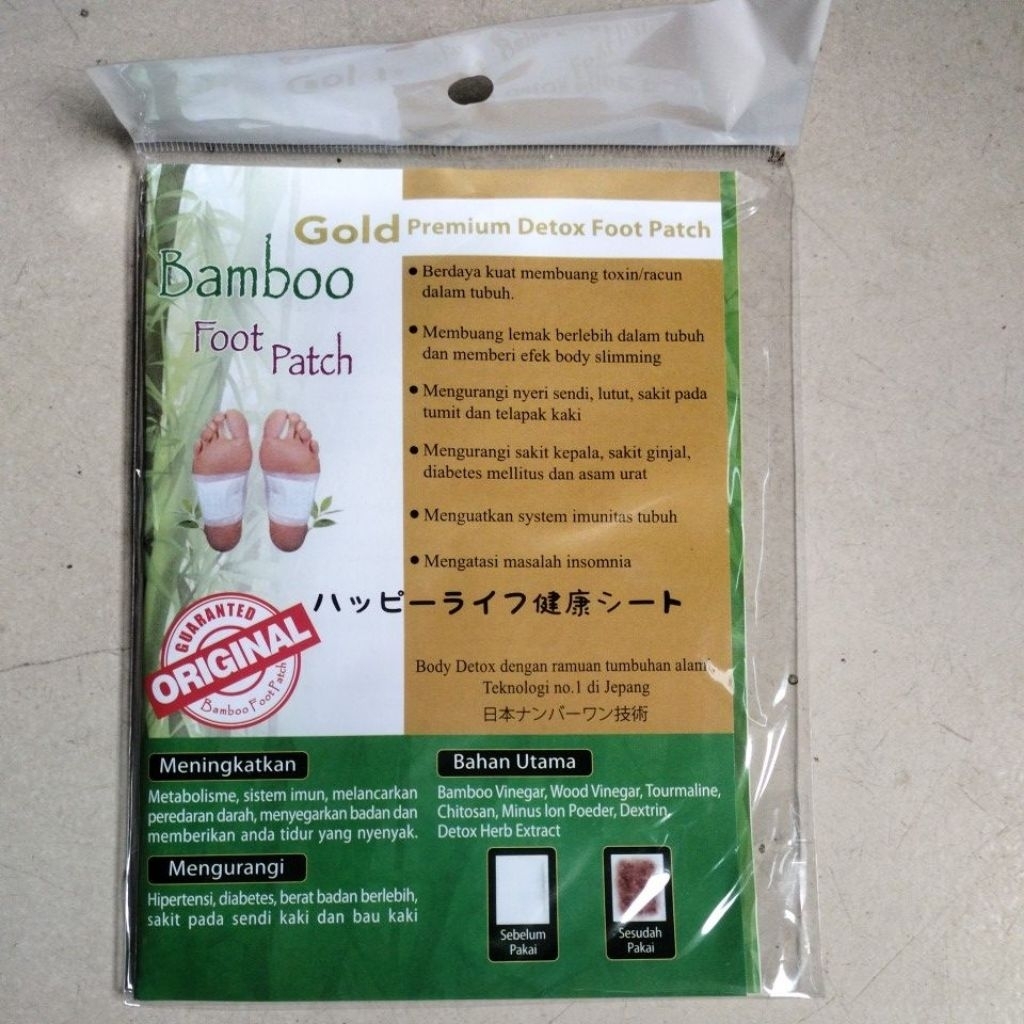 Gold Premium Detox Foot Patch
Bamboo
Foot
Patch
• Berdaya kuat membuang toxin/racun
dalam tubuh.
• Membuang lemak berlebih dalam tubuh
dan memberi efek body slimming
• Mengurangi nyeri sendi, lutut, sakit pada
tumit dan telapak kaki
• Mengurangi sakit kepala, sakit ginjal,
diabetes mellitus dan asam urat
• Menguatkan system imunitas tubuh
• Mengatasi masalah insomnia
ハッピーライフ健康シート
GUARANTED
ORIGINAL
Bamboo Foot Patch
Body Detox dengan ramuan tumbuhan alami,
Teknologi no.1 di Jepang
日本ナンバーワン技術
Meningkatkan
Metabolisme, sistem imun, melancarkan
peredaran darah, menyegarkan badan dan
memberikan anda tidur yang nyenyak.
Mengurangi
Hipertensi, diabetes, berat badan berlebih,
sakit pada sendi kaki dan bau kaki
Bahan Utama
Bamboo Vinegar, Wood Vinegar, Tourmaline,
Chitosan, Minus Ion Poeder, Dextrin,
Detox Herb Extract
Sebelum
Pakai
Sesudah
Pakai